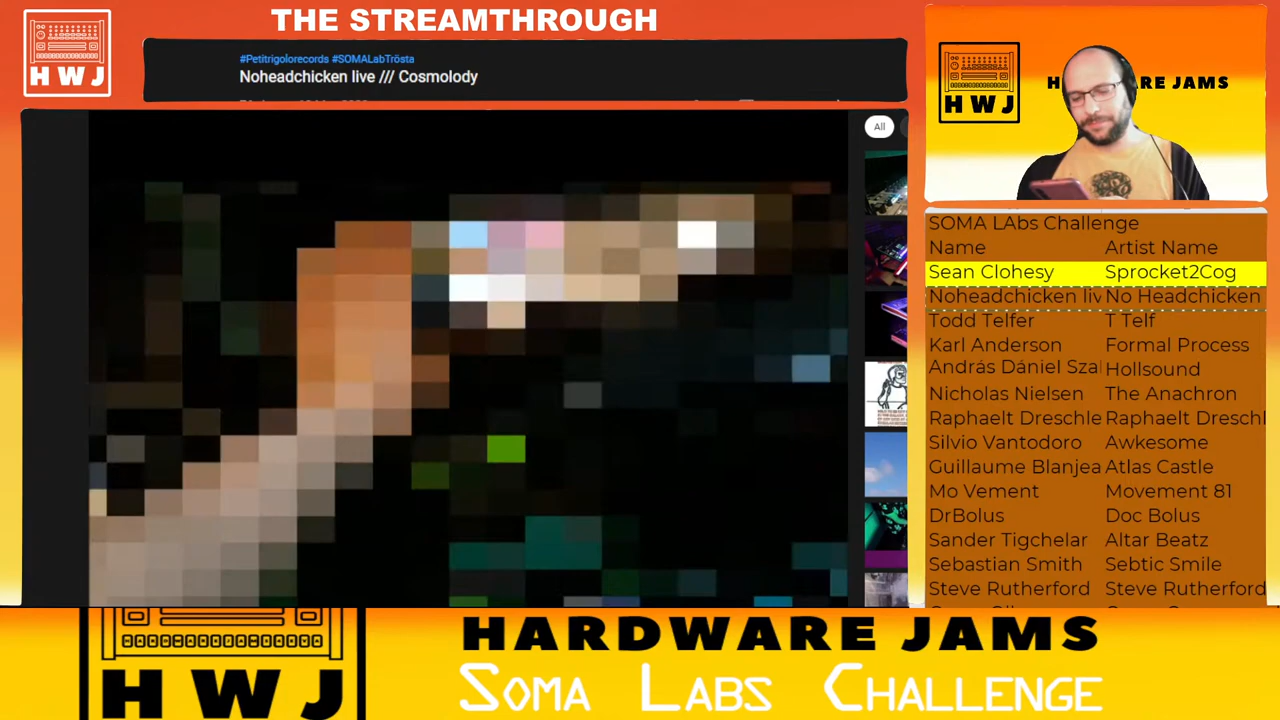 THE STREAMTHROUGH
HWJ
#Petitrigolorecords #SOMALabTrösta
Noheadchicken live /// Cosmolody
All
HWJ
HARDWARE JAMS
SOMA LAbs Challenge
Name Artist Name
Sean Clohesy Sprocket2Cog
Noheadchicken liv No Headchicken
Todd Telfer T Telf
Karl Anderson Formal Process
András Dániel Sza Hollsound
Nicholas Nielsen The Anachron
Raphaelt Dreschle Raphaelt Dreschl
Silvio Vantodoro Awkesome
Guillaume Blanjea Atlas Castle
Mo Vement Movement 81
DrBolus Doc Bolus
Sander Tigchelar Altar Beatz
Sebastian Smith Sebtic Smile
Steve Rutherford Steve Rutherford
HWJ
HARDWARE JAMS
SOMA LABS CHALLENGE